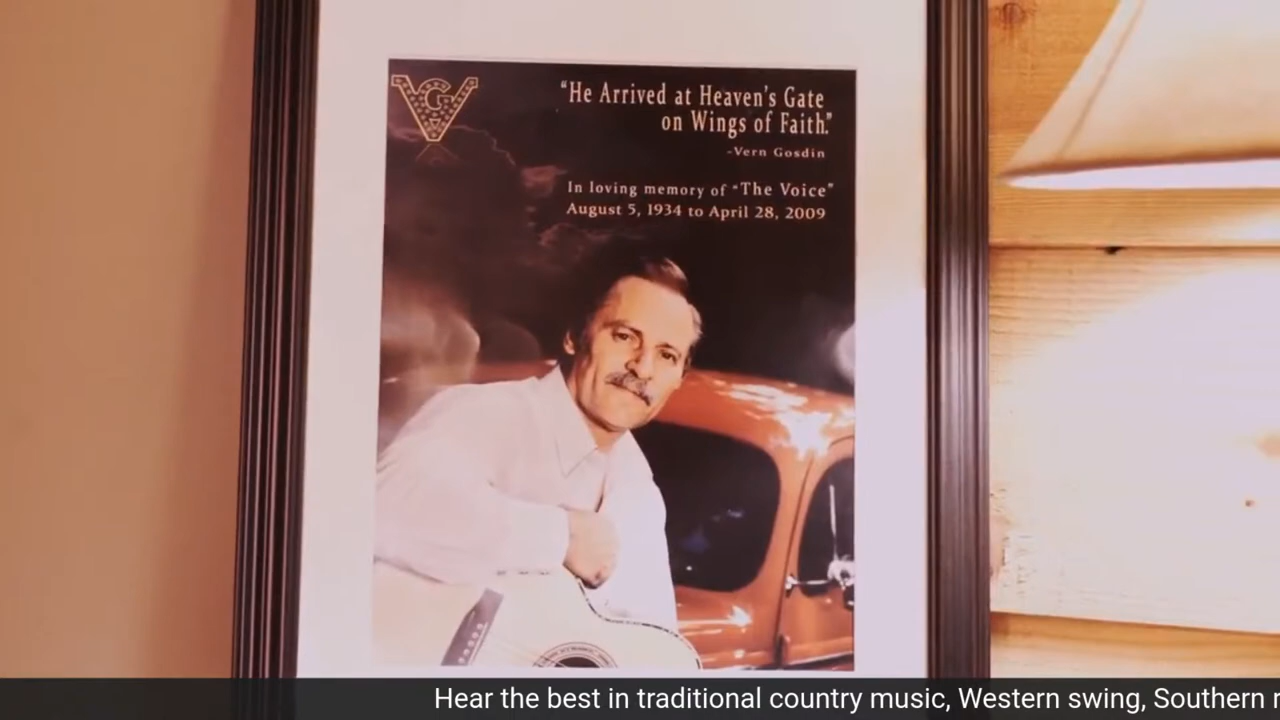 VGV
“He Arrived at Heaven's Gate
on Wings of Faith.”
-Vern Gosdin
In loving memory of “The Voice”
August 5, 1934 to April 28, 2009
Hear the best in traditional country music, Western swing, Southern